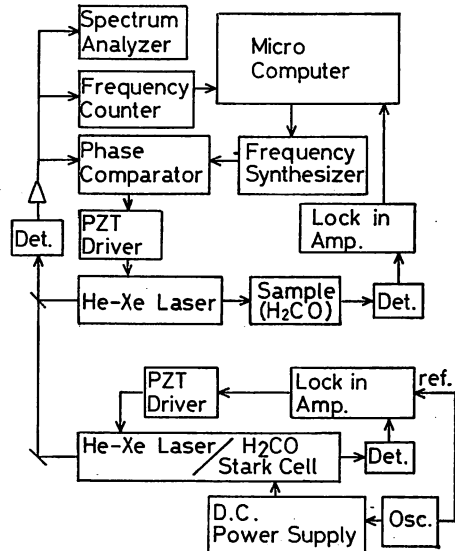 Spectrum
Analyzer
Micro
Computer
Frequency
Counter
Phase
Comparator
Frequency
Synthesizer
Det.
PZT
Driver
Lock in
Amp.
He-Xe Laser
Sample
(H2CO)
Det.
PZT
Driver
Lock in
Amp.
ref.
He-Xe Laser / H2CO
Stark Cell
Det.
D.C.
Power Supply
Osc.